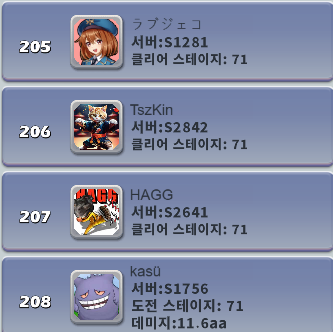 205
ラブジェコ
서버:S1281
클리어 스테이지: 71
206
TszKin
서버:S2842
클리어 스테이지: 71
HAGG
207
HAGG
서버:S2641
클리어 스테이지: 71
208
kasü
서버:S1756
도전 스테이지: 71
데미지:11.6aa